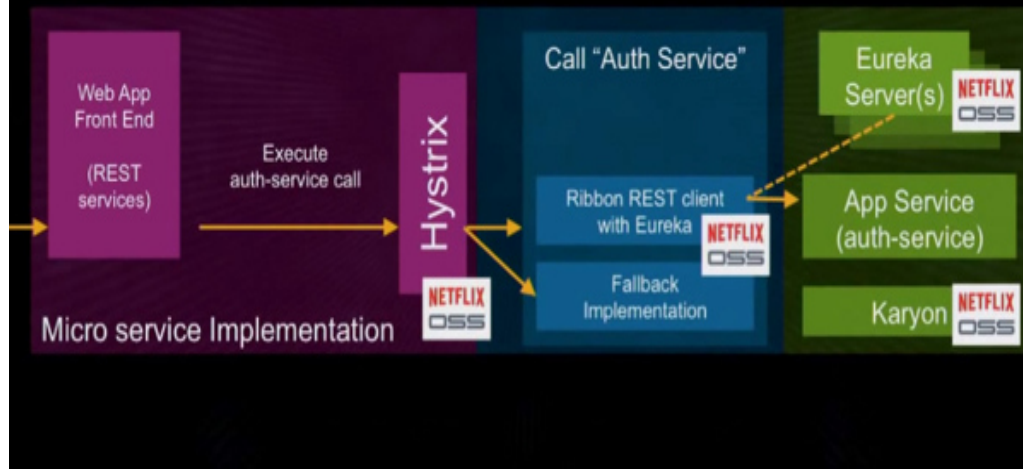 Web App
Front End
(REST
services)
Execute
auth-service call
Hystrix
NETFLIX
OSS
Micro service Implementation
Call “Auth Service”
Ribbon REST client
with Eureka
NETFLIX
OSS
Fallback
Implementation
Eureka
Server(s)
NETFLIX
OSS
App Service
(auth-service)
Karyon
NETFLIX
OSS